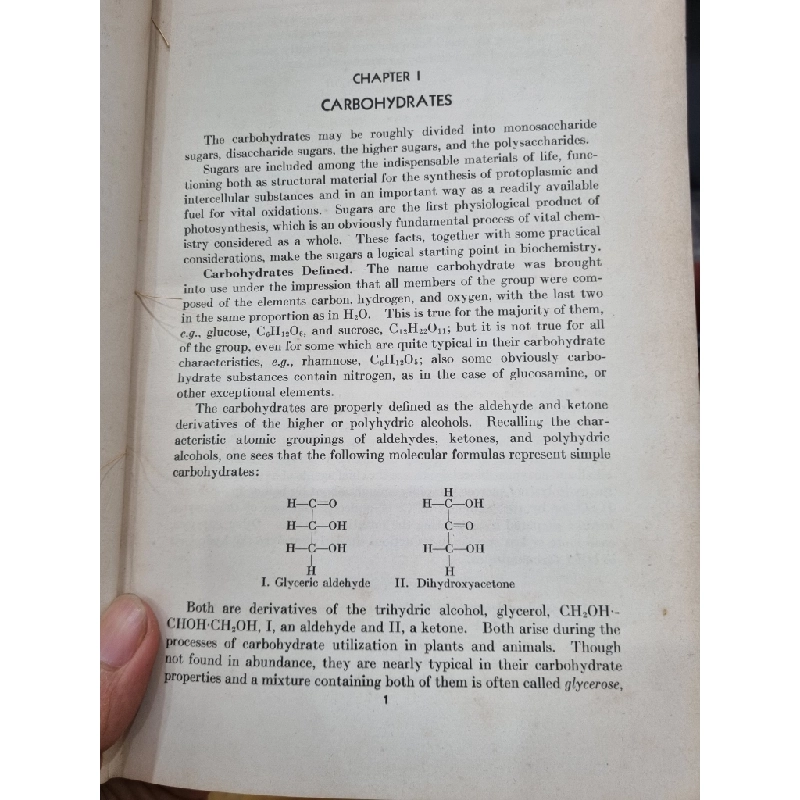 CHAPTER I
CARBOHYDRATES
The carbohydrates may be roughly divided into monosaccharide
sugars, disaccharide sugars, the higher sugars, and the polysaccharides.
Sugars are included among the indispensable materials of life, func-
tioning both as structural material for the synthesis of protoplasmic and
intercellular substances and in an important way as a readily available
fuel for vital oxidations. Sugars are the first physiological product of
photosynthesis, which is an obviously fundamental process of vital chem-
istry considered as a whole. These facts, together with some practical
considerations, make the sugars a logical starting point in biochemistry.
Carbohydrates Defined. The name carbohydrate was brought
into use under the impression that all members of the group were com-
posed of the elements carbon, hydrogen, and oxygen, with the last two
in the same proportion as in H₂O. This is true for the majority of them,
e.g., glucose, C₆H₁₂O₆, and sucrose, C₁₂H₂₂O₁₁; but it is not true for all
of the group, even for some which are quite typical in their carbohydrate
characteristics, e.g., rhamnose, C₆H₁₂O₅; also some obviously carbo-
hydrate substances contain nitrogen, as in the case of glucosamine, or
other exceptional elements.
The carbohydrates are properly defined as the aldehyde and ketone
derivatives of the higher or polyhydric alcohols. Recalling the char-
acteristic atomic groupings of aldehydes, ketones, and polyhydric
alcohols, one sees that the following molecular formulas represent simple
carbohydrates:
H
H—C=O H—C—OH
H—C—OH C=O
H—C—OH H—C—OH
H H
I. Glyceric aldehyde II. Dihydroxyacetone
Both are derivatives of the trihydric alcohol, glycerol, CH₂OH·-
CHOH·CH₂OH, I, an aldehyde and II, a ketone. Both arise during the
processes of carbohydrate utilization in plants and animals. Though
not found in abundance, they are nearly typical in their carbohydrate
properties and a mixture containing both of them is often called glycerose,
1